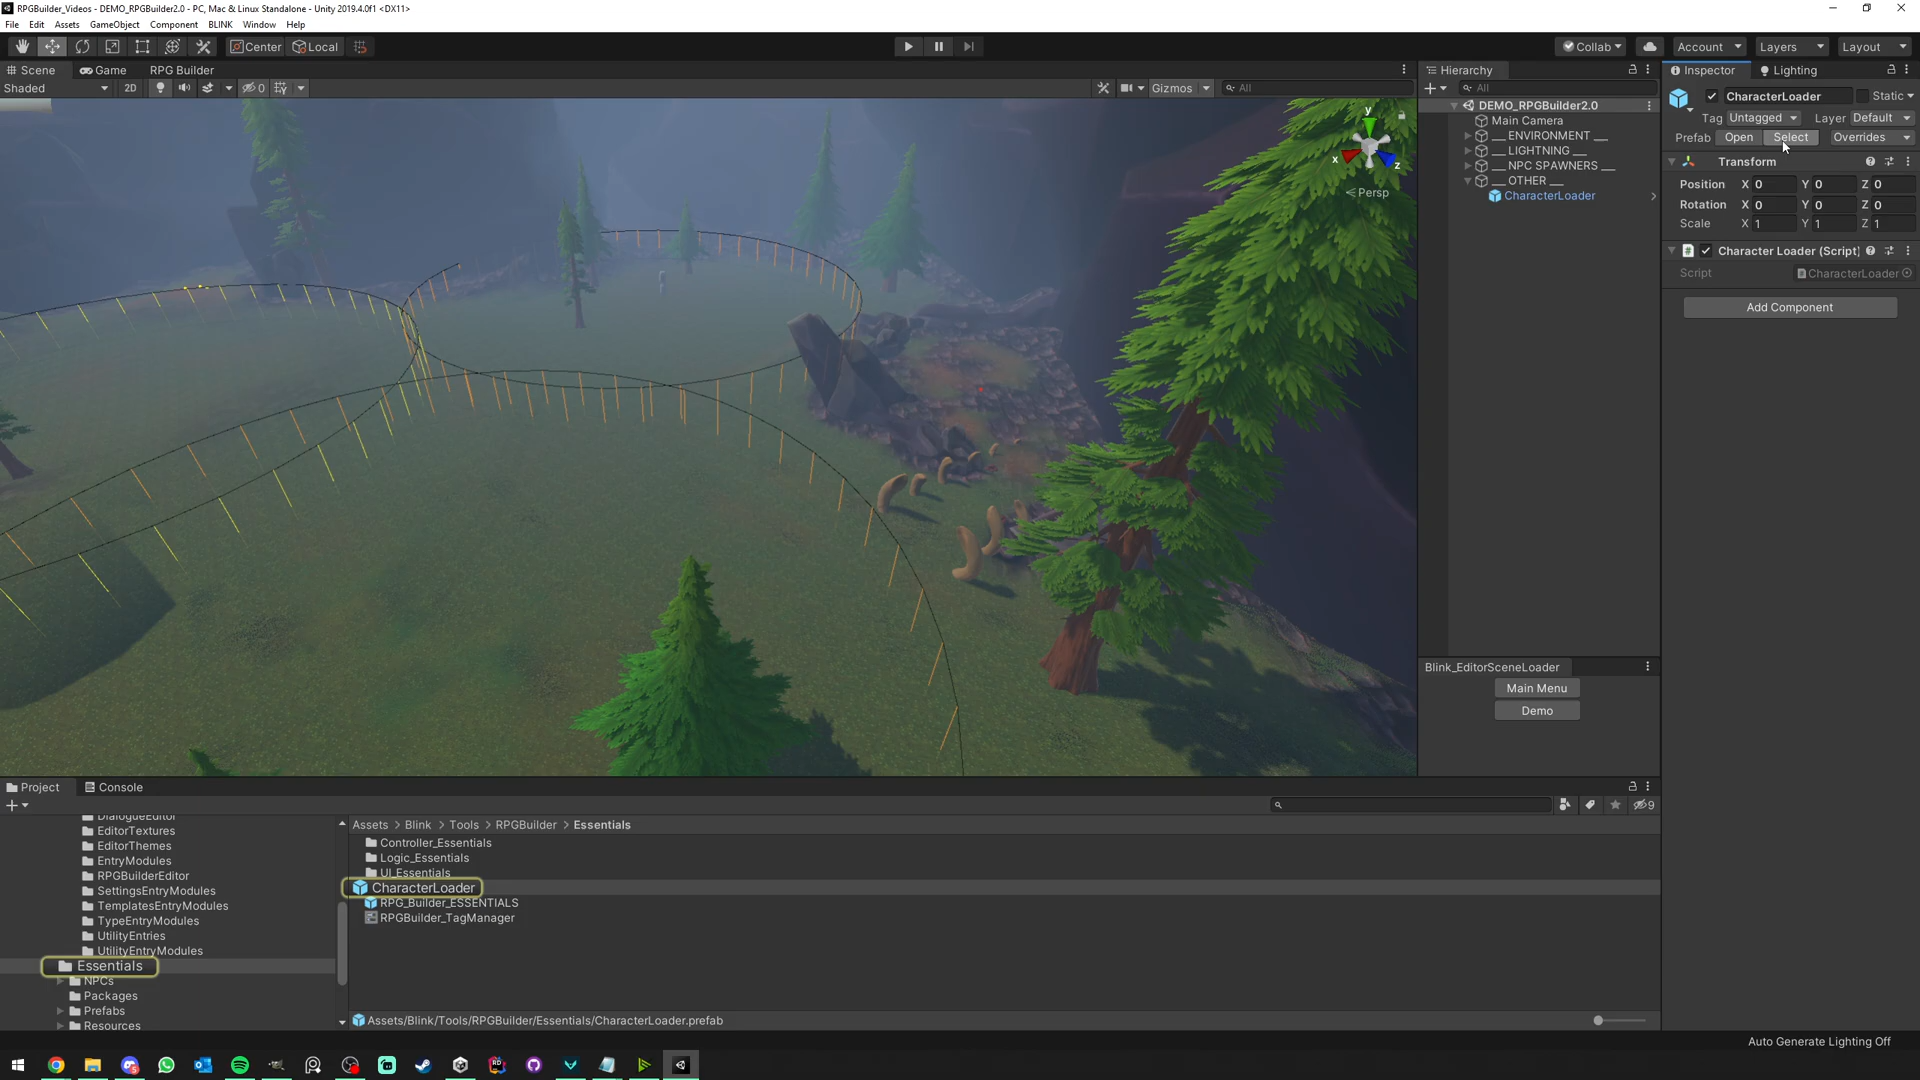 RPGBuilder_Videos - DEMO_RPGBuilder2.0 - PC, Mac & Linux Standalone - Unity 2019.4.0f1 <DX11>
File Edit Assets GameObject Component BLINK Window Help
Center Local Collab Account Layers Layout
Scene Game RPG Builder
Shaded 2D 0 Gizmos All
y x z
Persp
Hierarchy
All
DEMO_RPGBuilder2.0
Main Camera
__ ENVIRONMENT __
__ LIGHTNING __
__ NPC SPAWNERS __
__ OTHER __
CharacterLoader
Blink_EditorSceneLoader
Main Menu
Demo
Inspector Lighting
CharacterLoader Static
Tag Untagged Layer Default
Prefab Open Select Overrides
Transform
Position X 0 Y 0 Z 0
Rotation X 0 Y 0 Z 0
Scale X 1 Y 1 Z 1
Character Loader (Script)
Script CharacterLoader
Add Component
Project Console
9
DialogueEditor
EditorTextures
EditorThemes
EntryModules
RPGBuilderEditor
SettingsEntryModules
TemplatesEntryModules
TypeEntryModules
UtilityEntries
UtilityEntryModules
Essentials
NPCs
Packages
Prefabs
Resources
Assets > Blink > Tools > RPGBuilder > Essentials
Controller_Essentials
Logic_Essentials
UI_Essentials
CharacterLoader
RPG_Builder_ESSENTIALS
RPGBuilder_TagManager
Assets/Blink/Tools/RPGBuilder/Essentials/CharacterLoader.prefab
Auto Generate Lighting Off